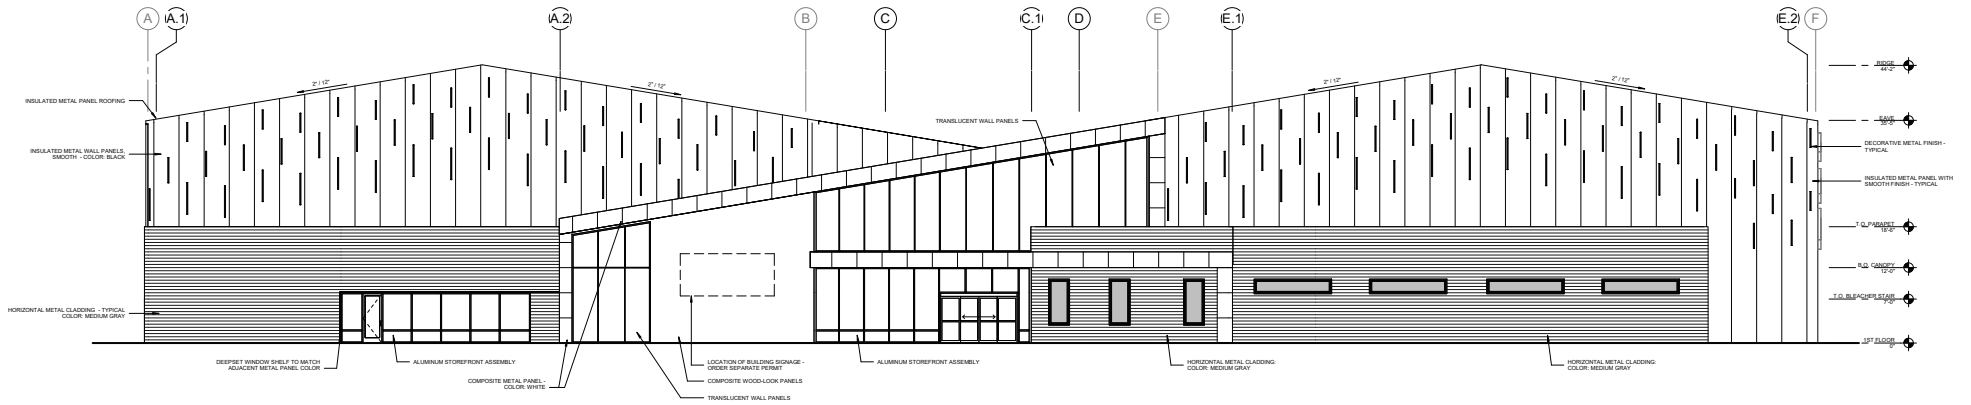 A
A.1
A.2
B
C
C.1
D
E
E.1
E.2
F
2" / 12"
2" / 12"
2" / 12"
2" / 12"
RIDGE
44'-2"
INSULATED METAL PANEL ROOFING
TRANSLUCENT WALL PANELS
EAVE
35'-5"
INSULATED METAL WALL PANELS,
SMOOTH - COLOR: BLACK
DECORATIVE METAL FINISH -
TYPICAL
INSULATED METAL PANEL WITH
SMOOTH FINISH - TYPICAL
T.O. PARAPET
18'-6"
B.O. CANOPY
12'-0"
T.O. BLEACHER STAIR
7'-0"
HORIZONTAL METAL CLADDING - TYPICAL
COLOR: MEDIUM GRAY
1ST FLOOR
0"
DEEPSET WINDOW SHELF TO MATCH
ADJACENT METAL PANEL COLOR
ALUMINUM STOREFRONT ASSEMBLY
COMPOSITE METAL PANEL -
COLOR: WHITE
LOCATION OF BUILDING SIGNAGE -
ORDER SEPARATE PERMIT
COMPOSITE WOOD-LOOK PANELS
TRANSLUCENT WALL PANELS
ALUMINUM STOREFRONT ASSEMBLY
HORIZONTAL METAL CLADDING:
COLOR: MEDIUM GRAY
HORIZONTAL METAL CLADDING:
COLOR: MEDIUM GRAY